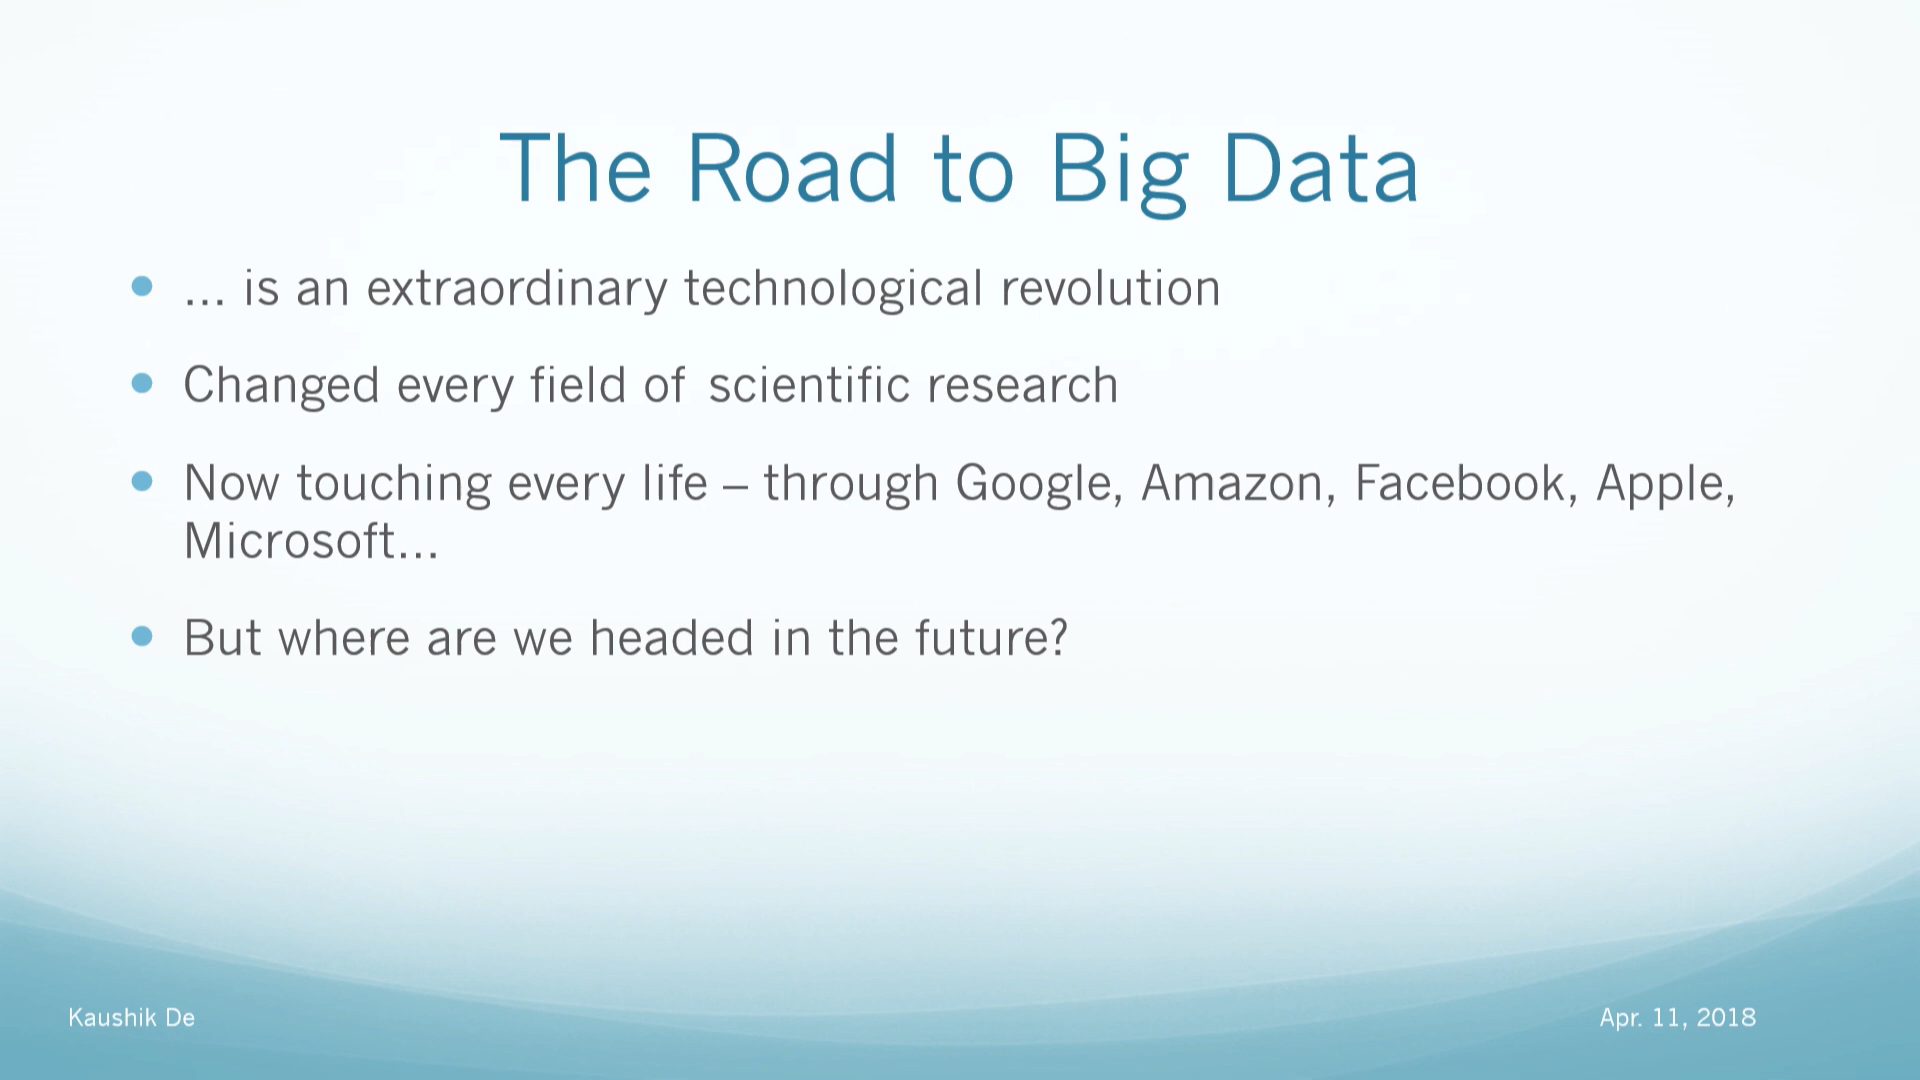 The Road to Big Data
... is an extraordinary technological revolution
Changed every field of scientific research
Now touching every life – through Google, Amazon, Facebook, Apple,
Microsoft...
But where are we headed in the future?
Kaushik De
Apr. 11, 2018